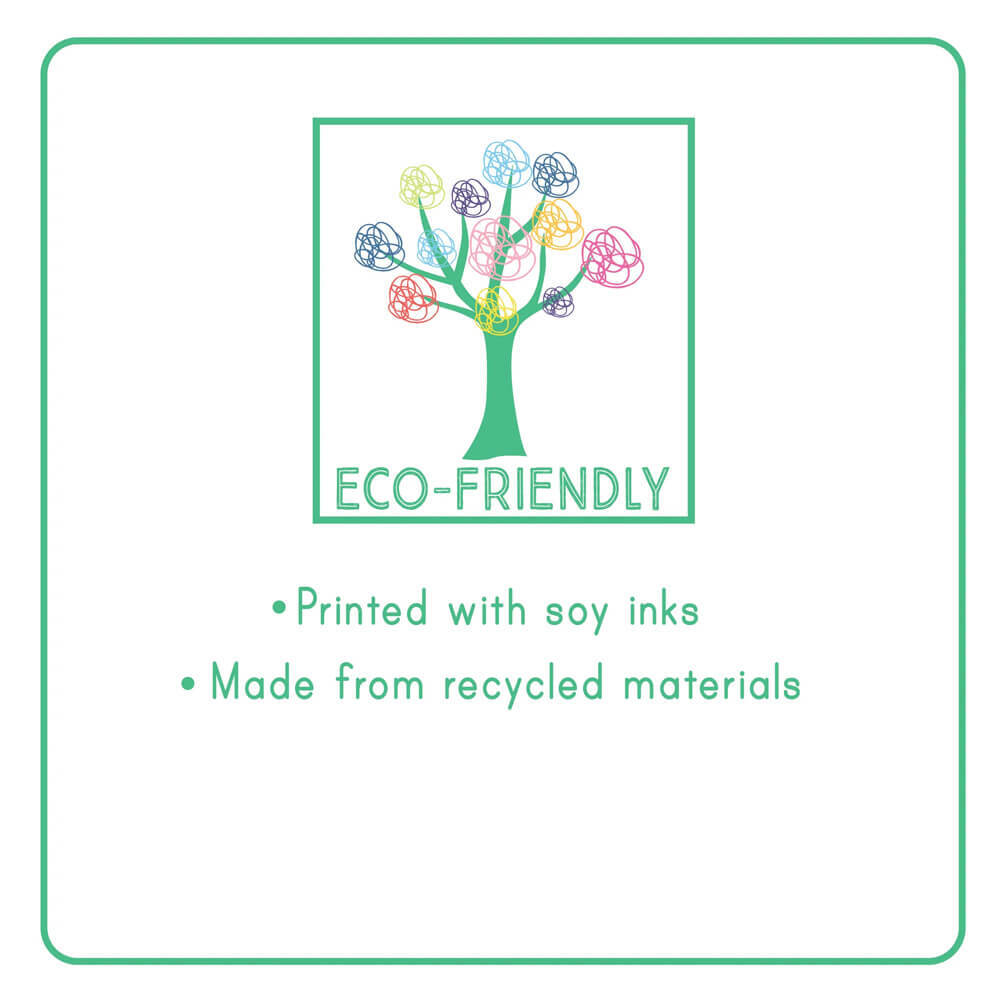 ECO-FRIENDLY
• Printed with soy inks
• Made from recycled materials